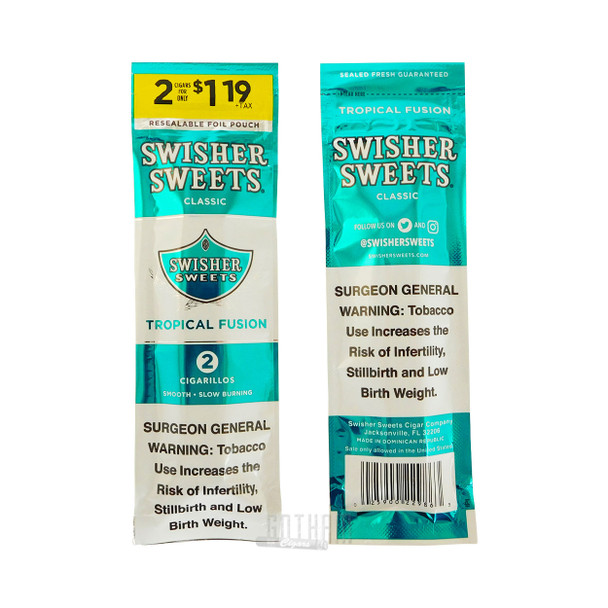 2 CIGARS FOR ONLY $1.19 +TAX
RESEALABLE FOIL POUCH
SWISHER
SWEETS®
CLASSIC
SWISHER
SWEETS
TROPICAL FUSION
2
CIGARILLOS
SMOOTH • SLOW BURNING
SURGEON GENERAL
WARNING: Tobacco
Use Increases the
Risk of Infertility,
Stillbirth and Low
Birth Weight.
SEALED FRESH GUARANTEED
TROPICAL FUSION
SWISHER
SWEETS®
CLASSIC
FOLLOW US ON AND
@SWISHERSWEETS
SWISHERSWEETS.COM
SURGEON GENERAL
WARNING: Tobacco
Use Increases the
Risk of Infertility,
Stillbirth and Low
Birth Weight.
Swisher Sweets Cigar Company
Jacksonville, FL 32206
MADE IN DOMINICAN REPUBLIC
Sale only allowed in the United States
GOTHAM
Cigars